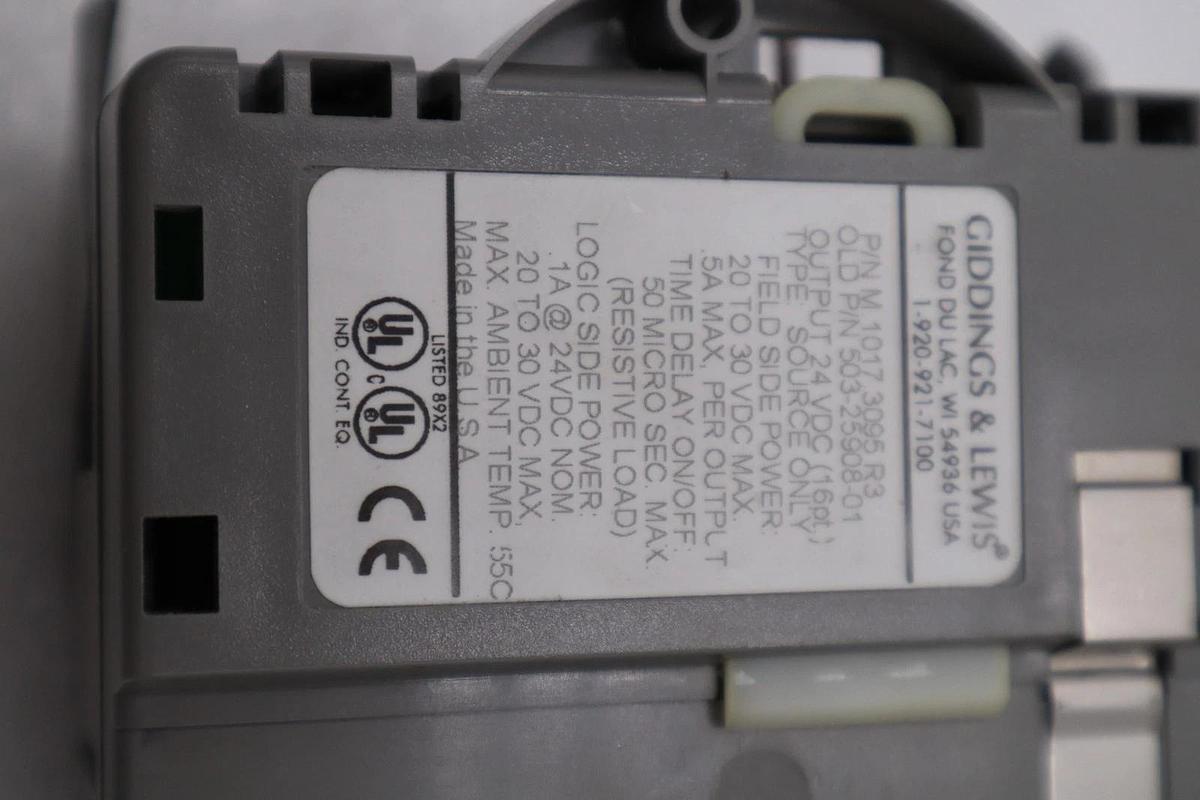 GIDDINGS & LEWIS®
FOND DU LAC, WI 54936 USA
1-920-921-7100
P/N M.1017.3095 R3
OLD P/N 503-25908-01
OUTPUT 24 VDC (16pt.)
TYPE: SOURCE ONLY
FIELD SIDE POWER:
20 TO 30 VDC MAX.
.5A MAX, PER OUTPUT
TIME DELAY ON/OFF:
50 MICRO SEC. MAX
(RESISTIVE LOAD)
LOGIC SIDE POWER:
.1A @ 24VDC NOM.
20 TO 30 VDC MAX,
MAX. AMBIENT TEMP. 55C
Made in the U.S.A
LISTED 89X2
UL® C UL® CE
IND. CONT. EQ.